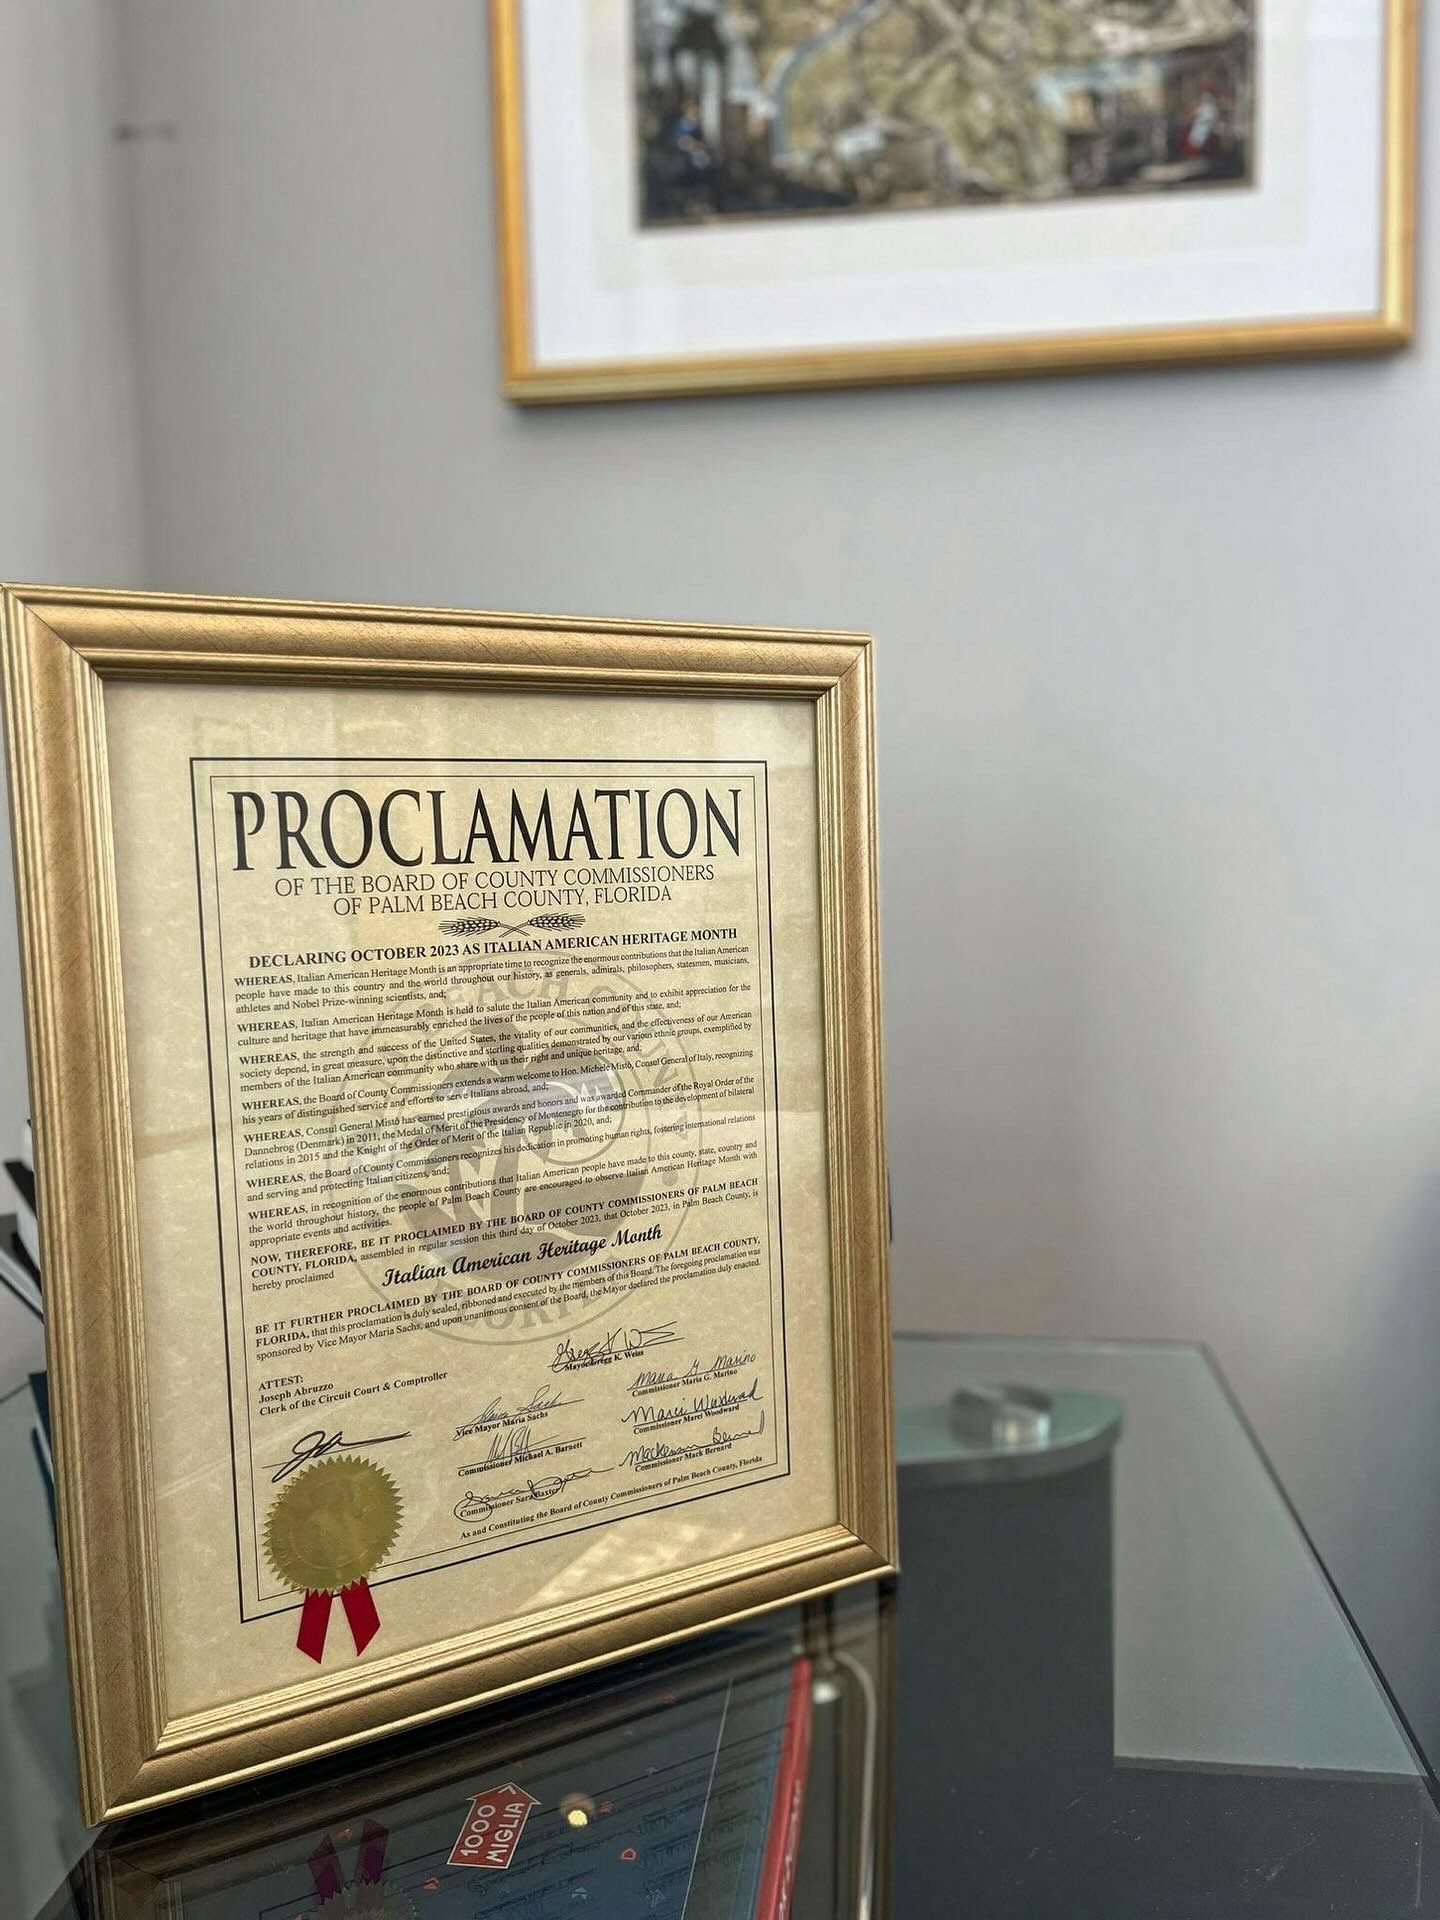 PROCLAMATION
OF THE BOARD OF COUNTY COMMISSIONERS
OF PALM BEACH COUNTY, FLORIDA
DECLARING OCTOBER 2023 AS ITALIAN AMERICAN HERITAGE MONTH
WHEREAS, Italian American Heritage Month is an appropriate time to recognize the enormous contributions that the Italian American
people have made to this country and the world throughout our history, as generals, admirals, philosophers, statesmen, musicians,
athletes and Nobel Prize-winning scientists, and;
WHEREAS, Italian American Heritage Month is held to salute the Italian American community and to exhibit appreciation for the
culture and heritage that have immeasurably enriched the lives of the people of this nation and of this state, and;
WHEREAS, the strength and success of the United States, the vitality of our communities, and the effectiveness of our American
society depend, in great measure, upon the distinctive and sterling qualities demonstrated by our various ethnic groups, exemplified by
members of the Italian American community who share with us their right and unique heritage, and;
WHEREAS, the Board of County Commissioners extends a warm welcome to Hon. Michele Mistò, Consul General of Italy, recognizing
his years of distinguished service and efforts to serve Italians abroad, and;
WHEREAS, Consul General Mistò has earned prestigious awards and honors and was awarded Commander of the Royal Order of the
Dannebrog (Denmark) in 2011, the Medal of Merit of the Presidency of Montenegro for the contribution to the development of bilateral
relations in 2015 and the Knight of the Order of Merit of the Italian Republic in 2020, and;
WHEREAS, the Board of County Commissioners recognizes his dedication in promoting human rights, fostering international relations
and serving and protecting Italian citizens, and;
WHEREAS, in recognition of the enormous contributions that Italian American people have made to this county, state, country and
the world throughout history, the people of Palm Beach County are encouraged to observe Italian American Heritage Month with
appropriate events and activities.
NOW, THEREFORE, BE IT PROCLAIMED BY THE BOARD OF COUNTY COMMISSIONERS OF PALM BEACH
COUNTY, FLORIDA, assembled in regular session this third day of October 2023, that October 2023, in Palm Beach County, is
hereby proclaimed
Italian American Heritage Month
BE IT FURTHER PROCLAIMED BY THE BOARD OF COUNTY COMMISSIONERS OF PALM BEACH COUNTY,
FLORIDA, that this proclamation is duly sealed, ribboned and executed by the members of this Board. The foregoing proclamation was
sponsored by Vice Mayor Maria Sachs, and upon unanimous consent of the Board, the Mayor declared the proclamation duly enacted.
Mayor Gregg K. Weiss
ATTEST:
Joseph Abruzzo
Clerk of the Circuit Court & Comptroller
Vice Mayor Maria Sachs
Maria G Marino
Commissioner Maria G. Marino
Commissioner Michael A. Barnett
Marci Woodward
Commissioner Marci Woodward
Commissioner Sara Baxter
Mackenson Bernard
Commissioner Mack Bernard
As and Constituting the Board of County Commissioners of Palm Beach County, Florida
1000
MIGLIA